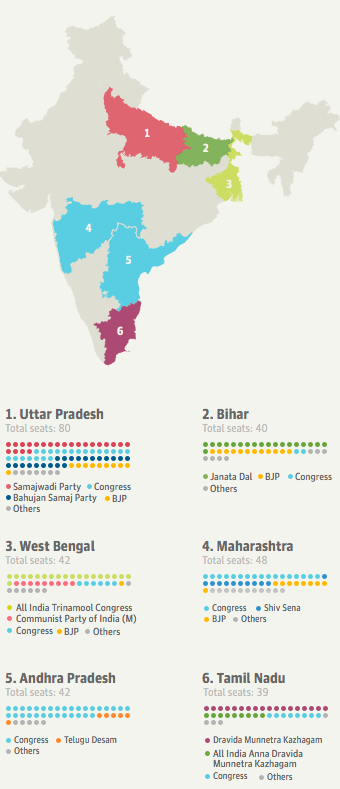 1
2
3
4
5
6
1. Uttar Pradesh
Total seats: 80
Samajwadi Party Congress
Bahujan Samaj Party BJP
Others
2. Bihar
Total seats: 40
Janata Dal BJP Congress
Others
3. West Bengal
Total seats: 42
All India Trinamool Congress
Communist Party of India (M)
Congress BJP Others
4. Maharashtra
Total seats: 48
Congress Shiv Sena
BJP Others
5. Andhra Pradesh
Total seats: 42
Congress Telugu Desam
Others
6. Tamil Nadu
Total seats: 39
Dravida Munnetra Kazhagam
All India Anna Dravida
Munnetra Kazhagam
Congress Others